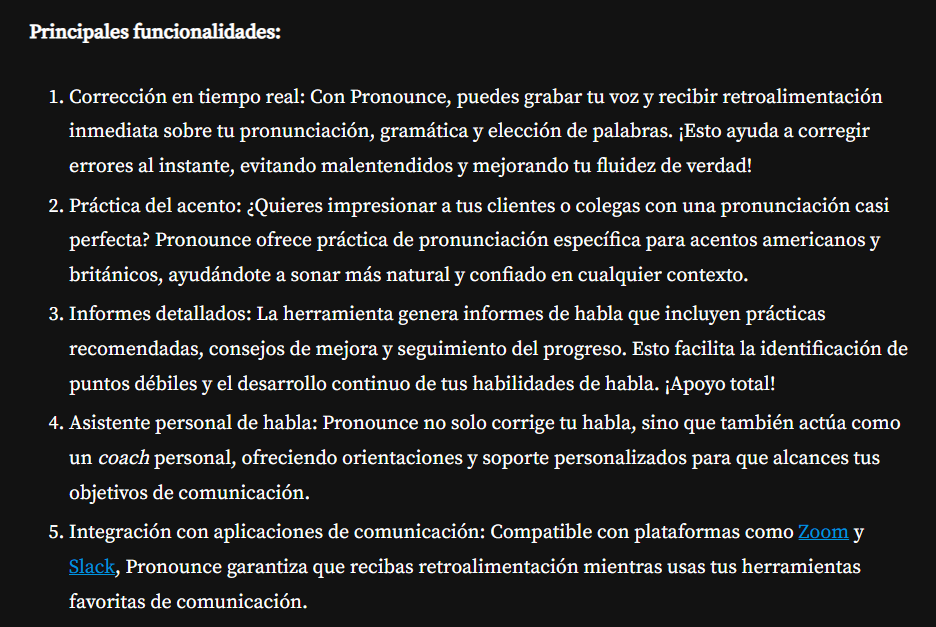 Principales funcionalidades:
1. Corrección en tiempo real: Con Pronounce, puedes grabar tu voz y recibir retroalimentación
inmediata sobre tu pronunciación, gramática y elección de palabras. ¡Esto ayuda a corregir
errores al instante, evitando malentendidos y mejorando tu fluidez de verdad!
2. Práctica del acento: ¿Quieres impresionar a tus clientes o colegas con una pronunciación casi
perfecta? Pronounce ofrece práctica de pronunciación específica para acentos americanos y
británicos, ayudándote a sonar más natural y confiado en cualquier contexto.
3. Informes detallados: La herramienta genera informes de habla que incluyen prácticas
recomendadas, consejos de mejora y seguimiento del progreso. Esto facilita la identificación de
puntos débiles y el desarrollo continuo de tus habilidades de habla. ¡Apoyo total!
4. Asistente personal de habla: Pronounce no solo corrige tu habla, sino que también actúa como
un coach personal, ofreciendo orientaciones y soporte personalizados para que alcances tus
objetivos de comunicación.
5. Integración con aplicaciones de comunicación: Compatible con plataformas como Zoom y
Slack, Pronounce garantiza que recibas retroalimentación mientras usas tus herramientas
favoritas de comunicación.